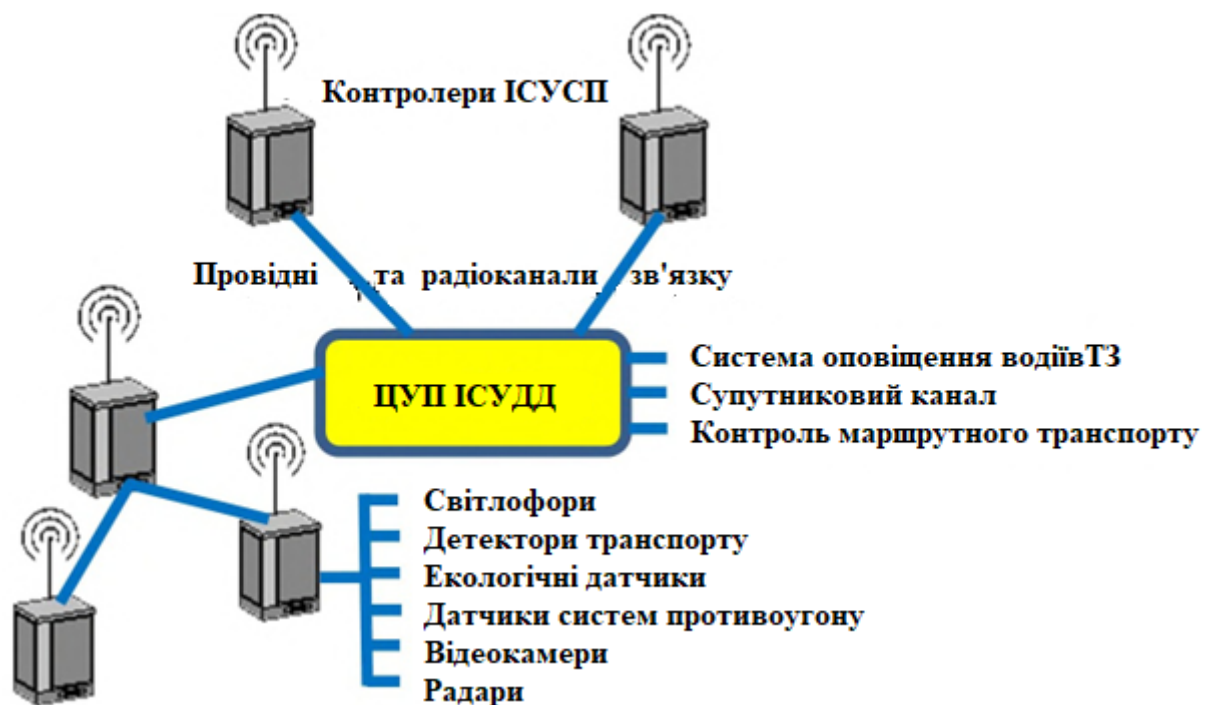 Контролери ІСУСП
Провідні та радіоканали зв'язку
ЦУП ІСУДД
Система оповіщення водіївТЗ
Супутниковий канал
Контроль маршрутного транспорту
Світлофори
Детектори транспорту
Екологічні датчики
Датчики систем противоугону
Відеокамери
Радари